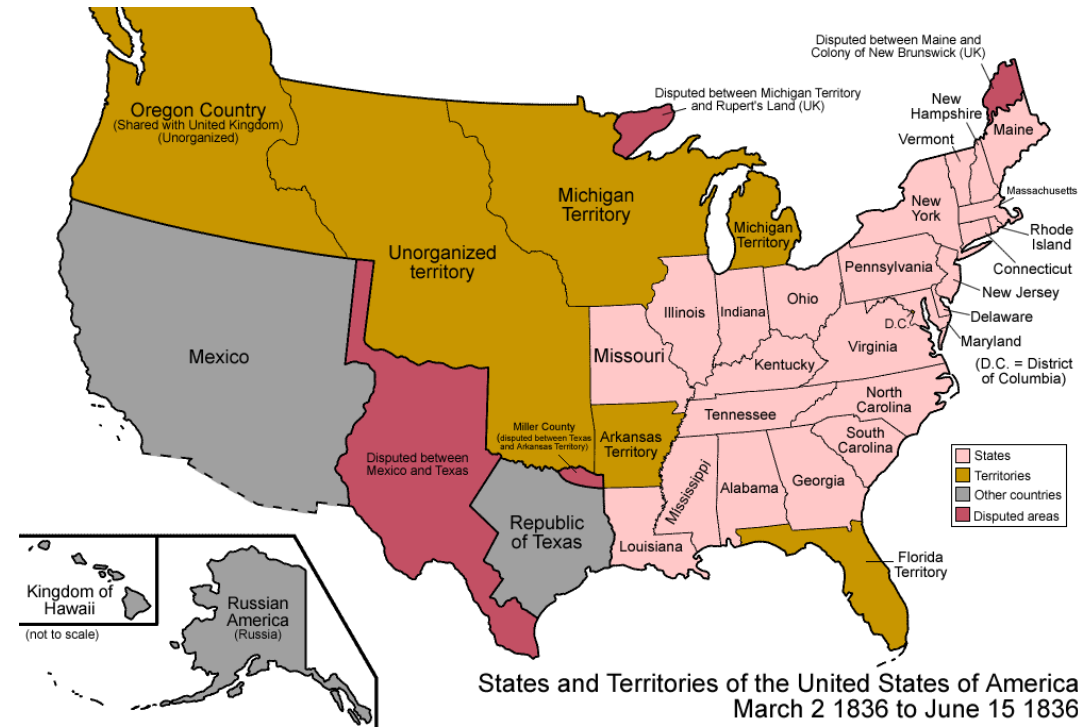 Disputed between Maine and
Colony of New Brunswick (UK)
Disputed between Michigan Territory
and Rupert's Land (UK)
Oregon Country
(Shared with United Kingdom)
(Unorganized)
New
Hampshire
Vermont
Maine
Massachusetts
Michigan
Territory
New
York
Michigan
Territory
Rhode
Island
Unorganized
territory
Pennsylvania
Connecticut
New Jersey
Illinois
Indiana
Ohio
Delaware
D.C.
Maryland
Mexico
Missouri
Virginia
Kentucky
(D.C. = District
of Columbia)
North
Carolina
Tennessee
Miller County
(disputed between Texas
and Arkansas Territory)
Arkansas
Territory
South
Carolina
Disputed between
Mexico and Texas
Mississippi
Alabama
Georgia
States
Territories
Other countries
Disputed areas
Republic
of Texas
Louisiana
Florida
Territory
Kingdom of
Hawaii
(not to scale)
Russian
America
(Russia)
States and Territories of the United States of America
March 2 1836 to June 15 1836